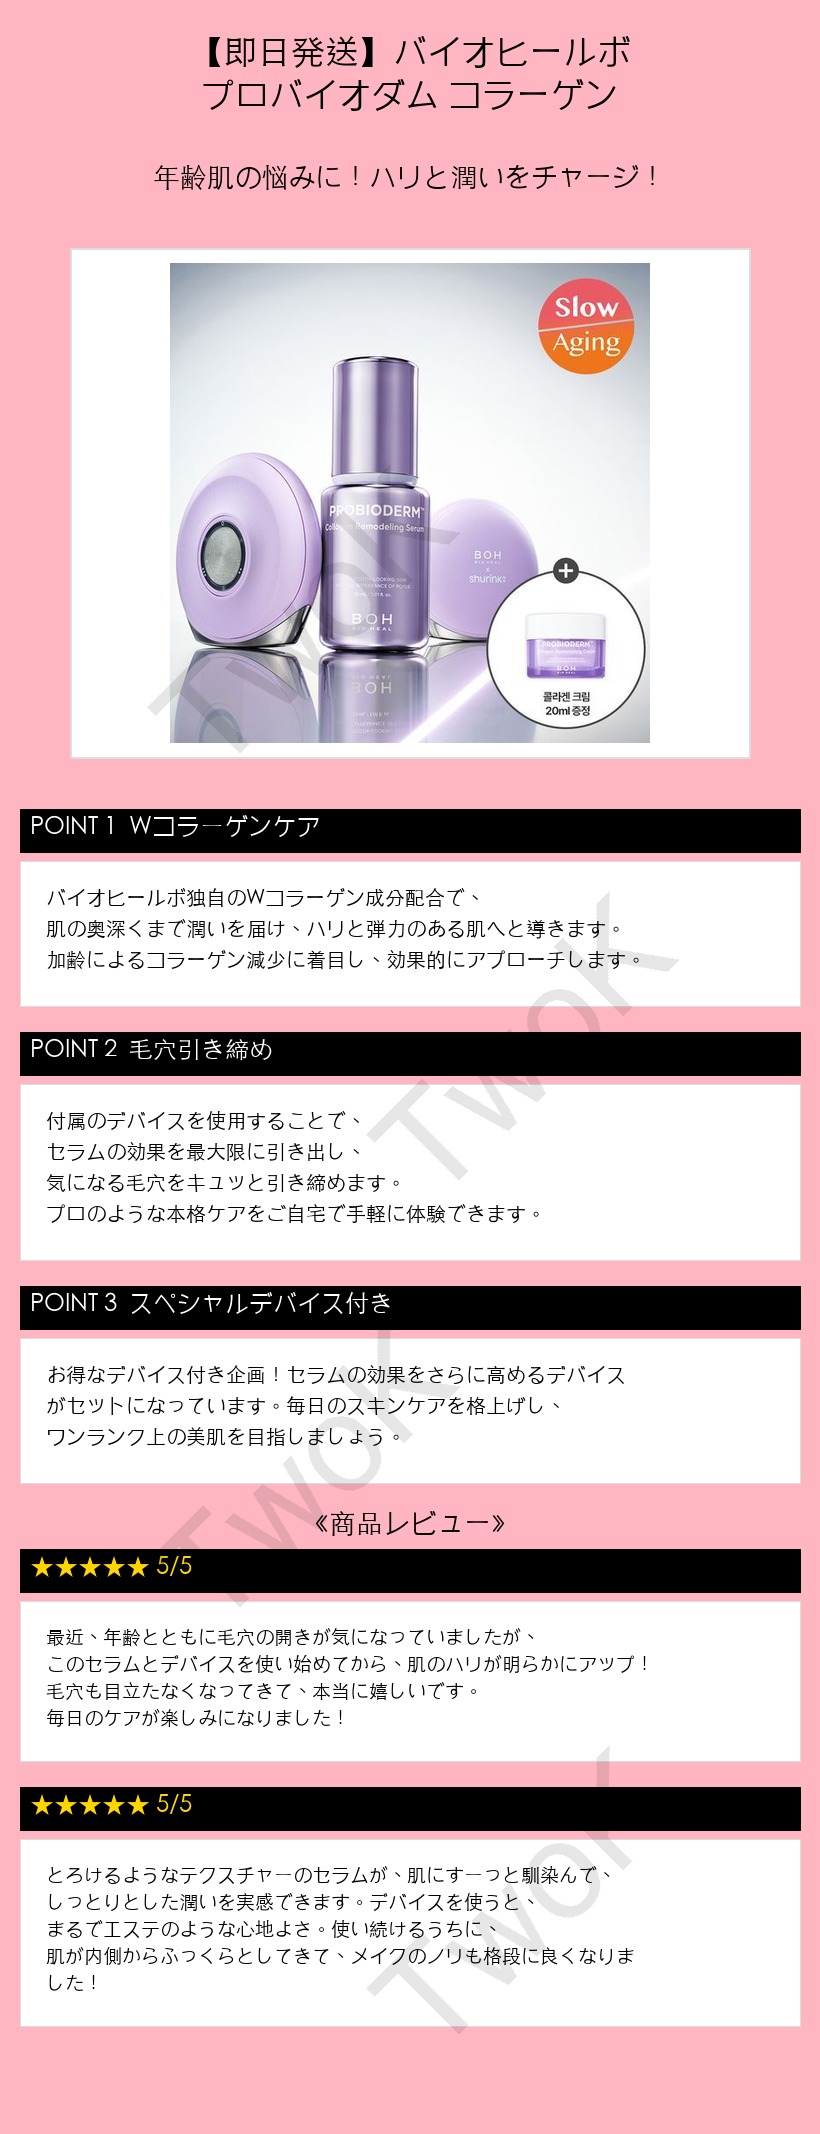 【即日発送】バイオヒールボ
プロバイオダム コラーゲン
年齢肌の悩みに！ハリと潤いをチャージ！
Slow
Aging
PROBIODERM™
Collagen Remodeling Serum
BOH
BIO HEAL
BOH
BIO HEAL
x
shurink
PROBIODERM™
BOH
콜라겐 크림
20ml 증정
TwoK
POINT 1 Wコラーゲンケア
バイオヒールボ独自のWコラーゲン成分配合で、
肌の奥深くまで潤いを届け、ハリと弾力のある肌へと導きます。
加齢によるコラーゲン減少に着目し、効果的にアプローチします。
TwoK
POINT 2 毛穴引き締め
付属のデバイスを使用することで、
セラムの効果を最大限に引き出し、
気になる毛穴をキュッと引き締めます。
プロのような本格ケアをご自宅で手軽に体験できます。
POINT 3 スペシャルデバイス付き
お得なデバイス付き企画！セラムの効果をさらに高めるデバイス
がセットになっています。毎日のスキンケアを格上げし、
ワンランク上の美肌を目指しましょう。
TwoK
《商品レビュー》
★★★★★ 5/5
最近、年齢とともに毛穴の開きが気になっていましたが、
このセラムとデバイスを使い始めてから、肌のハリが明らかにアップ！
毛穴も目立たなくなってきて、本当に嬉しいです。
毎日のケアが楽しみになりました！
★★★★★ 5/5
とろけるようなテクスチャーのセラムが、肌にすーっと馴染んで、
しっとりとした潤いを実感できます。デバイスを使うと、
まるでエステのような心地よさ。使い続けるうちに、
肌が内側からふっくらとしてきて、メイクのノリも格段に良くなりま
した！
TwoK